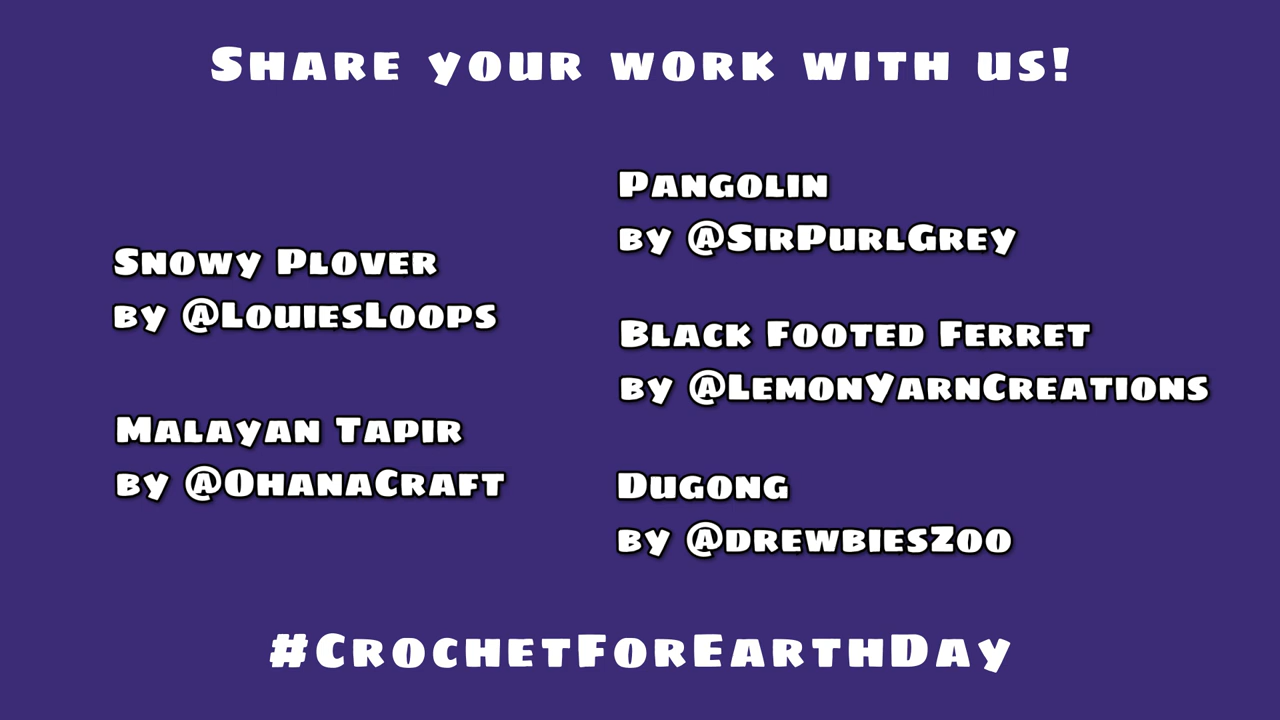 Share your work with us!
Snowy Plover
by @LouiesLoops
Malayan Tapir
by @OhanaCraft
Pangolin
by @SirPurlGrey
Black Footed Ferret
by @LemonYarnCreations
Dugong
by @drewbiesZoo
#CrochetForEarthDay